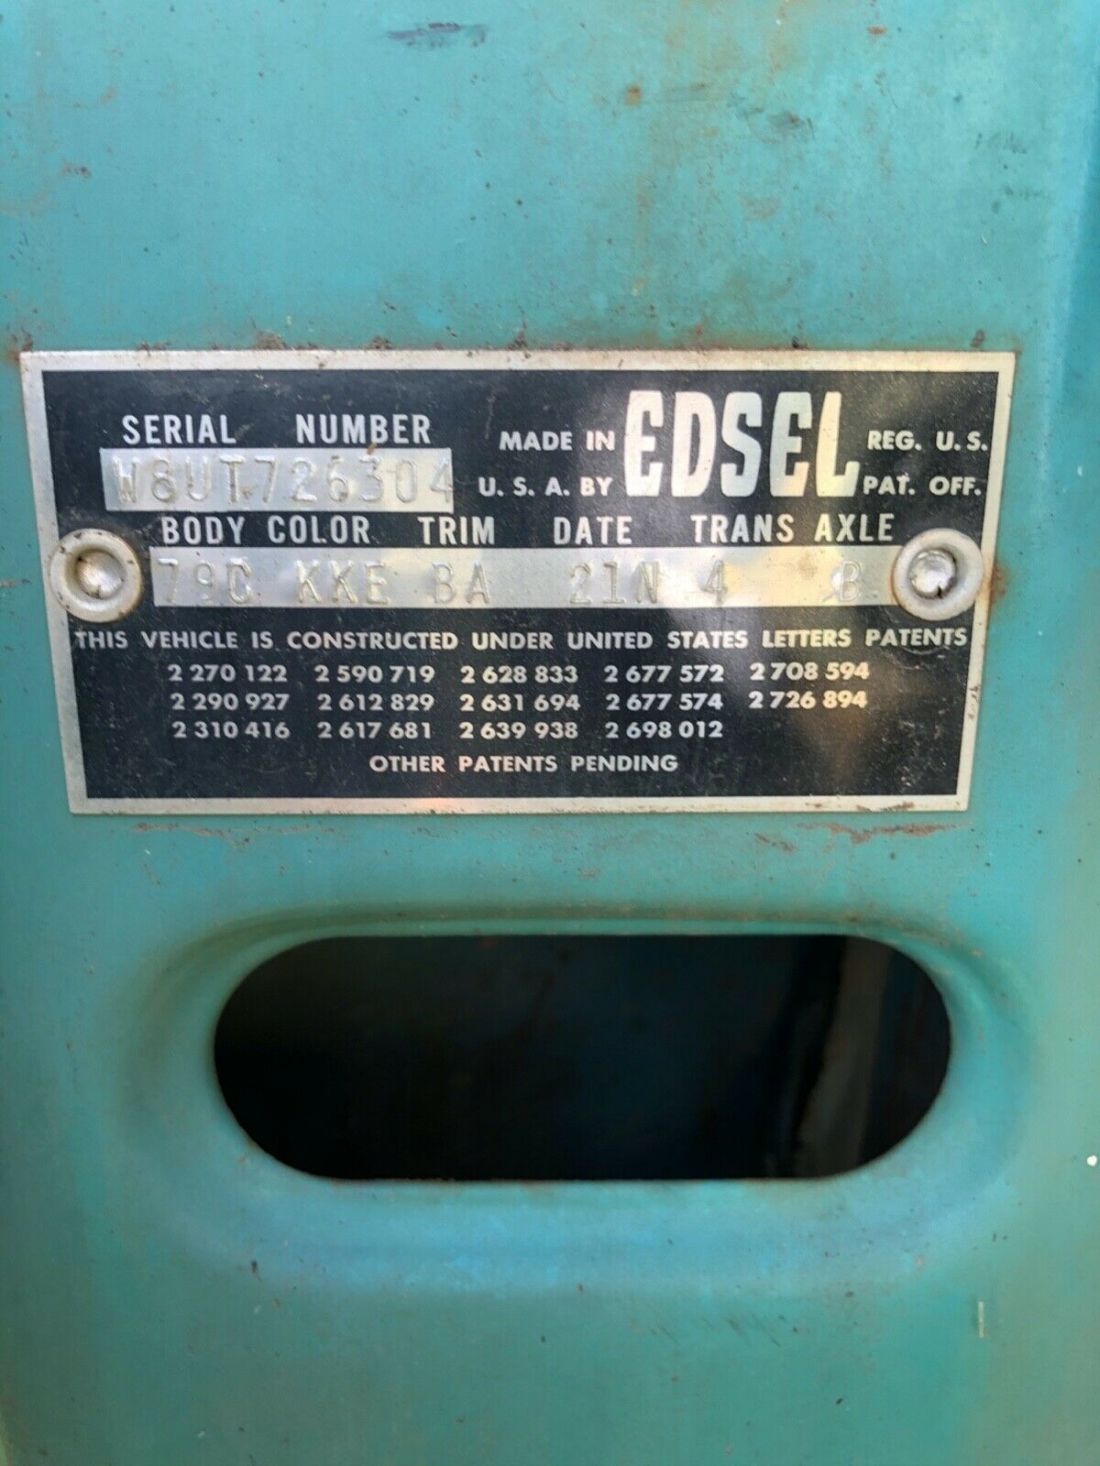 SERIAL NUMBER
W8UT726304
MADE IN
U. S. A. BY
EDSEL
REG. U. S.
PAT. OFF.
BODY COLOR TRIM DATE TRANS AXLE
79C KKE BA 21N 4 B
THIS VEHICLE IS CONSTRUCTED UNDER UNITED STATES LETTERS PATENTS
2 270 122 2 590 719 2 628 833 2 677 572 2 708 594
2 290 927 2 612 829 2 631 694 2 677 574 2 726 894
2 310 416 2 617 681 2 639 938 2 698 012
OTHER PATENTS PENDING